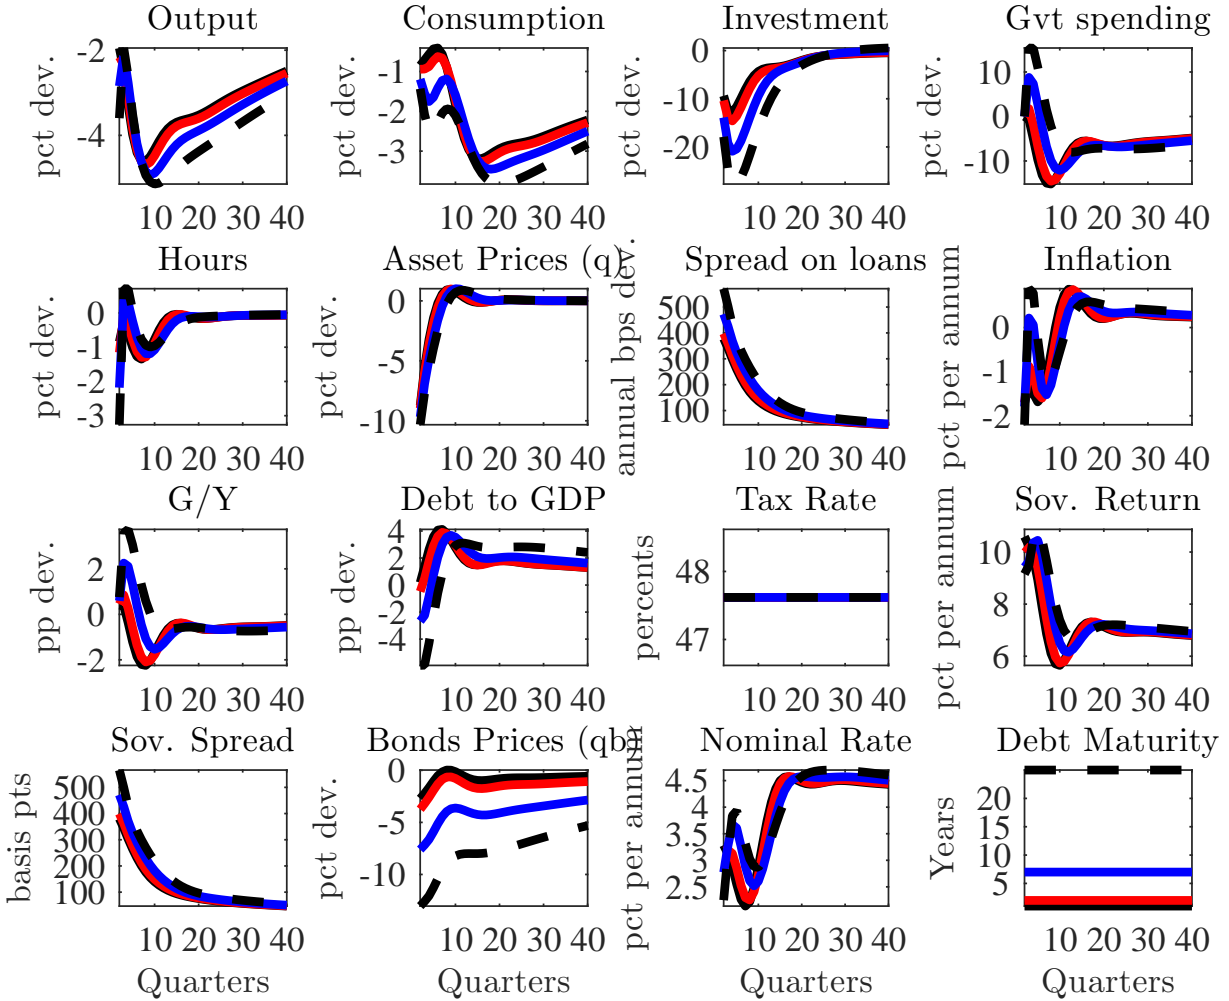 Output Consumption Investment Gvt spending
pct dev. pct dev. pct dev. pct dev.
-2 -4
-1 -2 -3
0 -10 -20
10 0 -10
10 20 30 40 10 20 30 40 10 20 30 40 10 20 30 40
Hours Asset Prices (q) Spread on loans Inflation
pct dev. pct dev. annual bps dev. pct per annum
0 -1 -2 -3
0 -5 -10
500 400 300 200 100
0 -1 -2
10 20 30 40 10 20 30 40 10 20 30 40 10 20 30 40
G/Y Debt to GDP Tax Rate Sov. Return
pp dev. pp dev. percents pct per annum
2 0 -2
4 2 0 -2 -4
48 47
10 8 6
10 20 30 40 10 20 30 40 10 20 30 40 10 20 30 40
Sov. Spread Bonds Prices (qb) Nominal Rate Debt Maturity
basis pts pct dev. pct per annum Years
500 400 300 200 100
0 -5 -10
4.5 4 3.5 3 2.5
20 15 10 5
10 20 30 40 10 20 30 40 10 20 30 40 10 20 30 40
Quarters Quarters Quarters Quarters